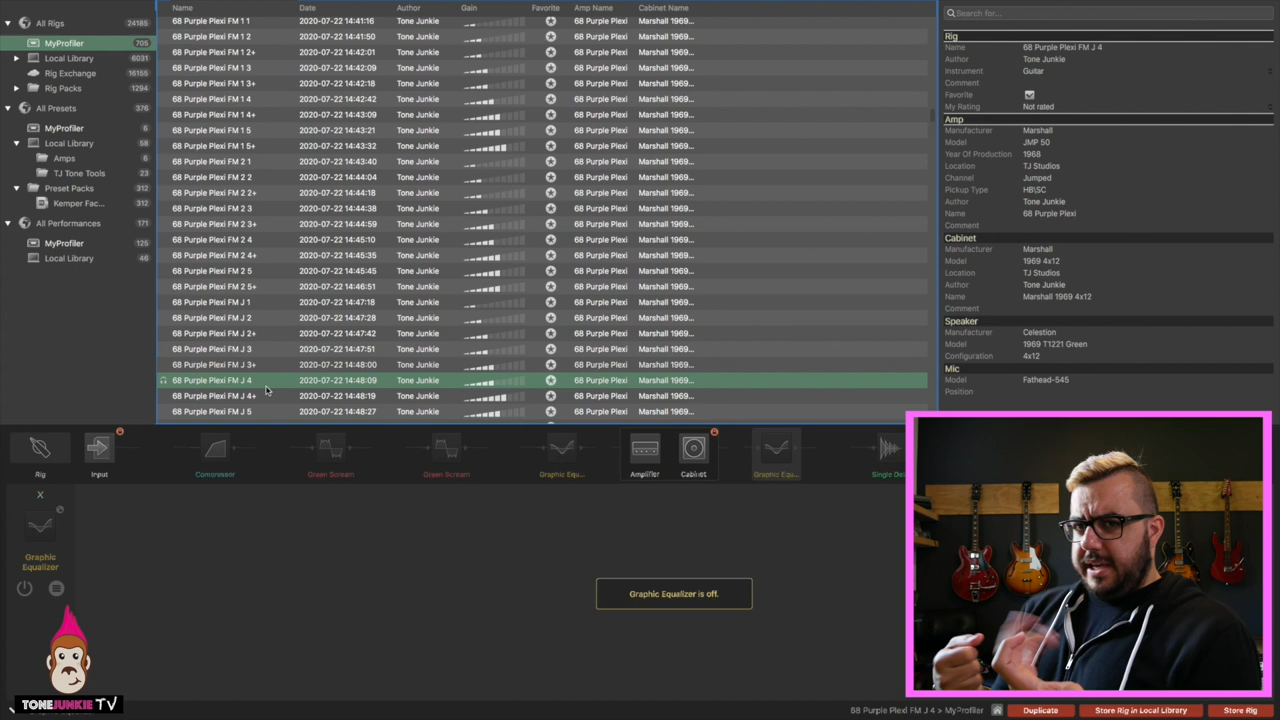 Name Date Author Gain Favorite Amp Name Cabinet Name
All Rigs 24185
MyProfiler 705
Local Library 6031
Rig Exchange 16155
Rig Packs 1294
All Presets 376
MyProfiler 6
Local Library 58
Amps 6
TJ Tone Tools 23
Preset Packs 312
Kemper Fac... 312
All Performances 171
MyProfiler 125
Local Library 46
68 Purple Plexi FM 1 1 2020-07-22 14:41:16 Tone Junkie 68 Purple Plexi Marshall 1969...
68 Purple Plexi FM 1 2 2020-07-22 14:41:50 Tone Junkie 68 Purple Plexi Marshall 1969...
68 Purple Plexi FM 1 2+ 2020-07-22 14:42:01 Tone Junkie 68 Purple Plexi Marshall 1969...
68 Purple Plexi FM 1 3 2020-07-22 14:42:09 Tone Junkie 68 Purple Plexi Marshall 1969...
68 Purple Plexi FM 1 3+ 2020-07-22 14:42:18 Tone Junkie 68 Purple Plexi Marshall 1969...
68 Purple Plexi FM 1 4 2020-07-22 14:42:42 Tone Junkie 68 Purple Plexi Marshall 1969...
68 Purple Plexi FM 1 4+ 2020-07-22 14:43:09 Tone Junkie 68 Purple Plexi Marshall 1969...
68 Purple Plexi FM 1 5 2020-07-22 14:43:21 Tone Junkie 68 Purple Plexi Marshall 1969...
68 Purple Plexi FM 1 5+ 2020-07-22 14:43:32 Tone Junkie 68 Purple Plexi Marshall 1969...
68 Purple Plexi FM 2 1 2020-07-22 14:43:40 Tone Junkie 68 Purple Plexi Marshall 1969...
68 Purple Plexi FM 2 2 2020-07-22 14:44:04 Tone Junkie 68 Purple Plexi Marshall 1969...
68 Purple Plexi FM 2 2+ 2020-07-22 14:44:18 Tone Junkie 68 Purple Plexi Marshall 1969...
68 Purple Plexi FM 2 3 2020-07-22 14:44:38 Tone Junkie 68 Purple Plexi Marshall 1969...
68 Purple Plexi FM 2 3+ 2020-07-22 14:44:59 Tone Junkie 68 Purple Plexi Marshall 1969...
68 Purple Plexi FM 2 4 2020-07-22 14:45:10 Tone Junkie 68 Purple Plexi Marshall 1969...
68 Purple Plexi FM 2 4+ 2020-07-22 14:45:35 Tone Junkie 68 Purple Plexi Marshall 1969...
68 Purple Plexi FM 2 5 2020-07-22 14:45:45 Tone Junkie 68 Purple Plexi Marshall 1969...
68 Purple Plexi FM 2 5+ 2020-07-22 14:46:51 Tone Junkie 68 Purple Plexi Marshall 1969...
68 Purple Plexi FM J 1 2020-07-22 14:47:18 Tone Junkie 68 Purple Plexi Marshall 1969...
68 Purple Plexi FM J 2 2020-07-22 14:47:28 Tone Junkie 68 Purple Plexi Marshall 1969...
68 Purple Plexi FM J 2+ 2020-07-22 14:47:42 Tone Junkie 68 Purple Plexi Marshall 1969...
68 Purple Plexi FM J 3 2020-07-22 14:47:51 Tone Junkie 68 Purple Plexi Marshall 1969...
68 Purple Plexi FM J 3+ 2020-07-22 14:48:00 Tone Junkie 68 Purple Plexi Marshall 1969...
68 Purple Plexi FM J 4 2020-07-22 14:48:09 Tone Junkie 68 Purple Plexi Marshall 1969...
68 Purple Plexi FM J 4+ 2020-07-22 14:48:19 Tone Junkie 68 Purple Plexi Marshall 1969...
68 Purple Plexi FM J 5 2020-07-22 14:48:27 Tone Junkie 68 Purple Plexi Marshall 1969...
Search for...
Rig
Name 68 Purple Plexi FM J 4
Author Tone Junkie
Instrument Guitar
Comment
Favorite
My Rating Not rated
Amp
Manufacturer Marshall
Model JMP 50
Year Of Production 1968
Location TJ Studios
Channel Jumped
Pickup Type HB\SC
Author Tone Junkie
Name 68 Purple Plexi
Comment
Cabinet
Manufacturer Marshall
Model 1969 4x12
Location TJ Studios
Author Tone Junkie
Name Marshall 1969 4x12
Comment
Speaker
Manufacturer Celestion
Model 1969 T1221 Green
Configuration 4x12
Mic
Model Fathead-545
Position
Rig Input Compressor Green Scream Green Scream Graphic Equ... Amplifier Cabinet Graphic Equ... Single De
X
Graphic
Equalizer
Graphic Equalizer is off.
TONEJUNKIE TV
68 Purple Plexi FM J 4 > MyProfiler Duplicate Store Rig in Local Library Store Rig